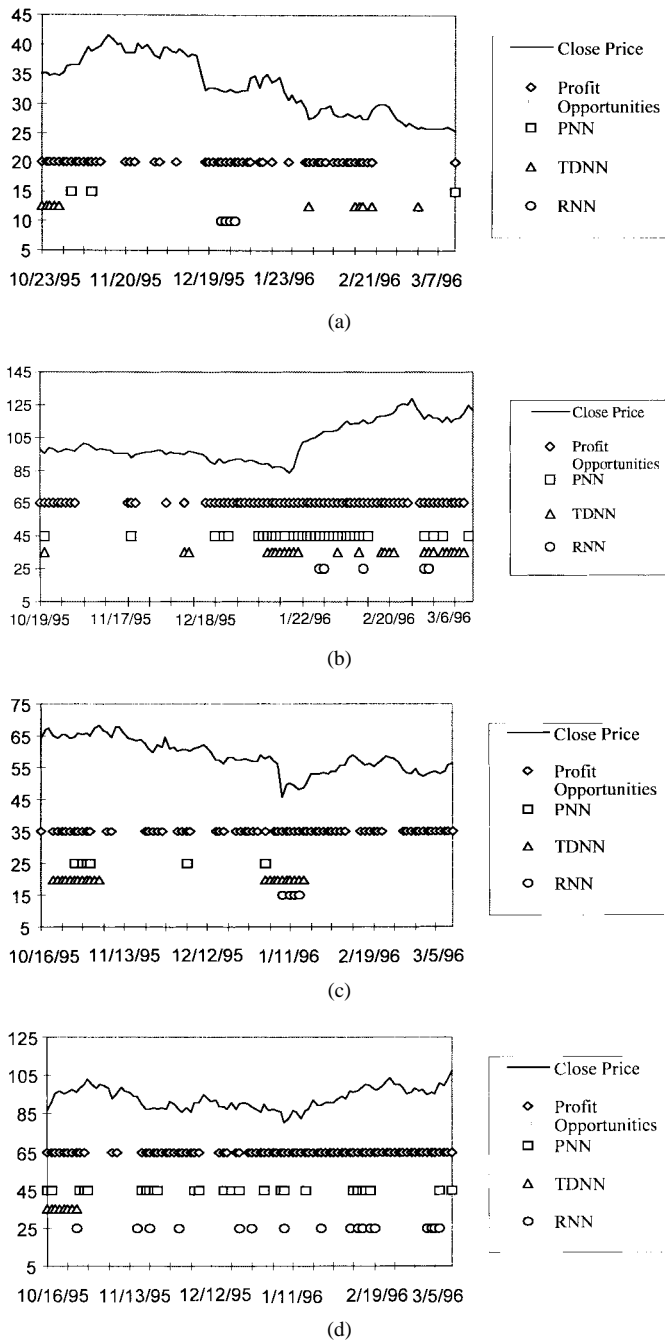 45
40
35
30
25
20
15
10
5
10/23/95 11/20/95 12/19/95 1/23/96 2/21/96 3/7/96
Close Price
Profit
Opportunities
PNN
TDNN
RNN
(a)
145
125
105
85
65
45
25
5
10/19/95 11/17/95 12/18/95 1/22/96 2/20/96 3/6/96
Close Price
Profit
Opportunities
PNN
TDNN
RNN
(b)
75
65
55
45
35
25
15
5
10/16/95 11/13/95 12/12/95 1/11/96 2/19/96 3/5/96
Close Price
Profit
Opportunities
PNN
TDNN
RNN
(c)
125
105
85
65
45
25
5
10/16/95 11/13/95 12/12/95 1/11/96 2/19/96 3/5/96
Close Price
Profit
Opportunities
PNN
TDNN
RNN
(d)